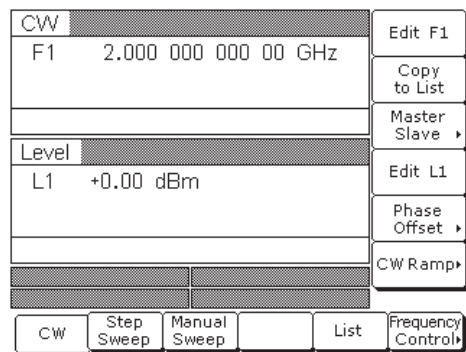 CW
F1 2.000 000 000 00 GHz
Level
L1 +0.00 dBm
Edit F1
Copy
to List
Master
Slave
Edit L1
Phase
Offset
CW Ramp
CW
Step
Sweep
Manual
Sweep
List
Frequency
Control